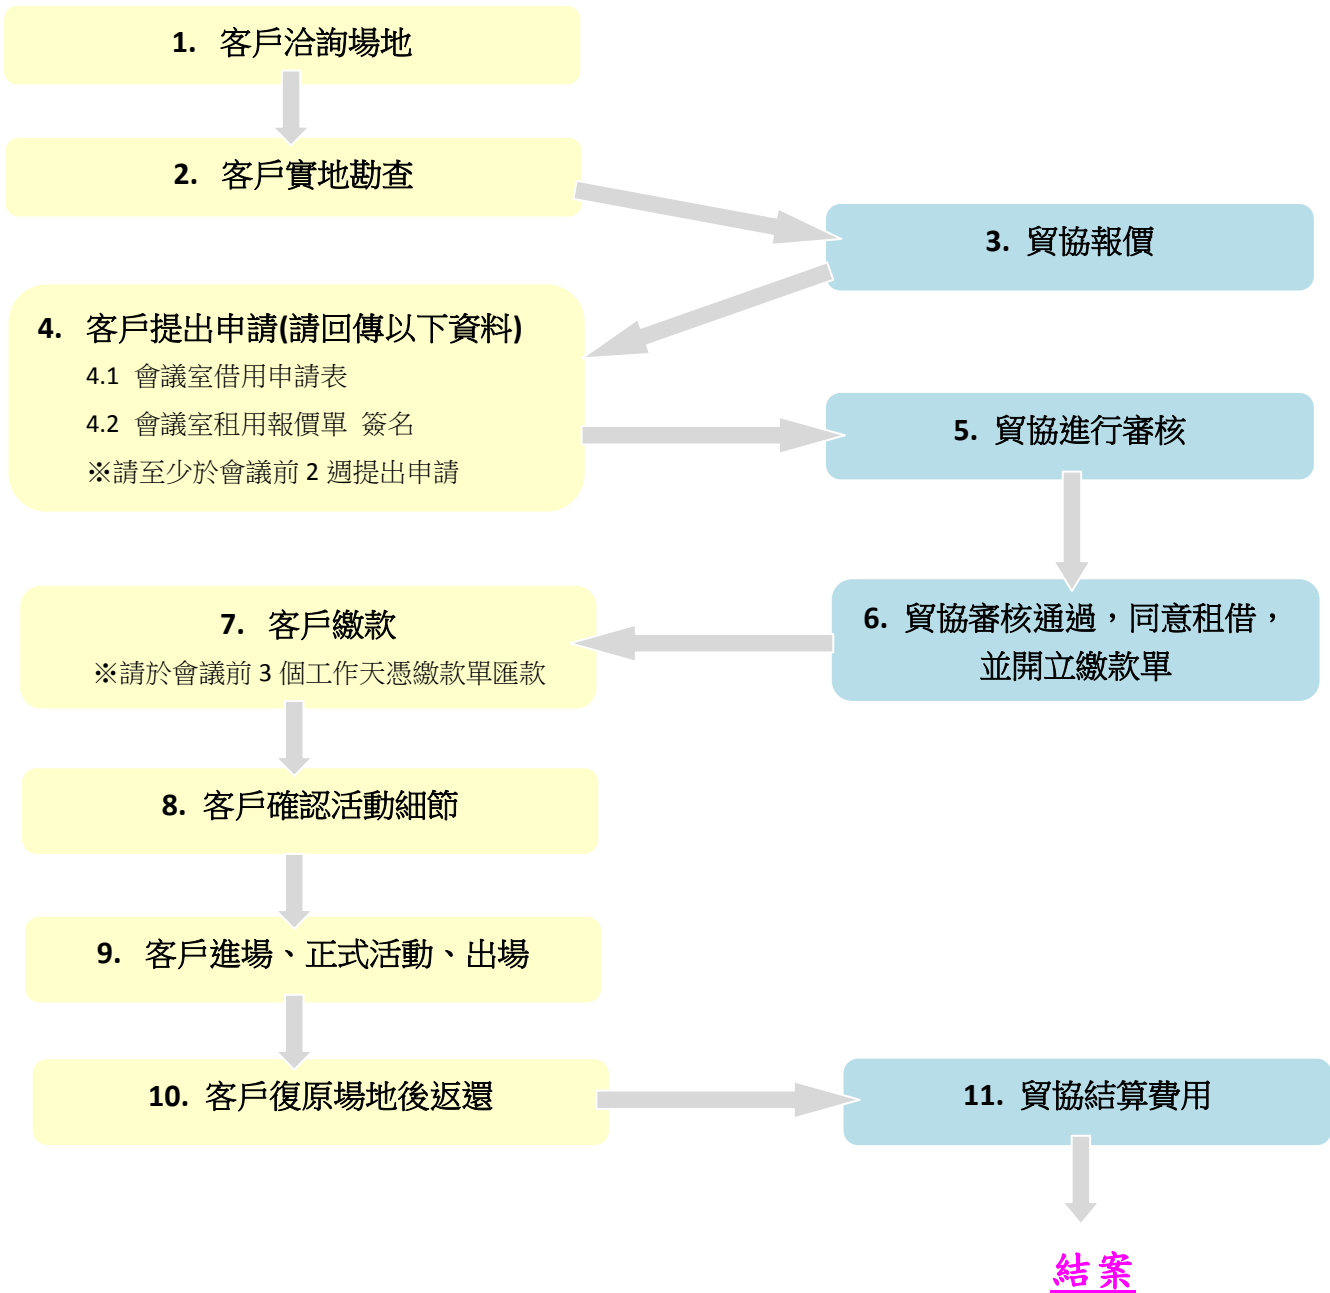 1. 客戶洽詢場地
2. 客戶實地勘查
3. 貿協報價
4. 客戶提出申請(請回傳以下資料)
4.1 會議室借用申請表
4.2 會議室租用報價單 簽名
※請至少於會議前 2 週提出申請
5. 貿協進行審核
6. 貿協審核通過，同意租借，
並開立繳款單
7. 客戶繳款
※請於會議前 3 個工作天憑繳款單匯款
8. 客戶確認活動細節
9. 客戶進場、正式活動、出場
10. 客戶復原場地後返還
11. 貿協結算費用
結案